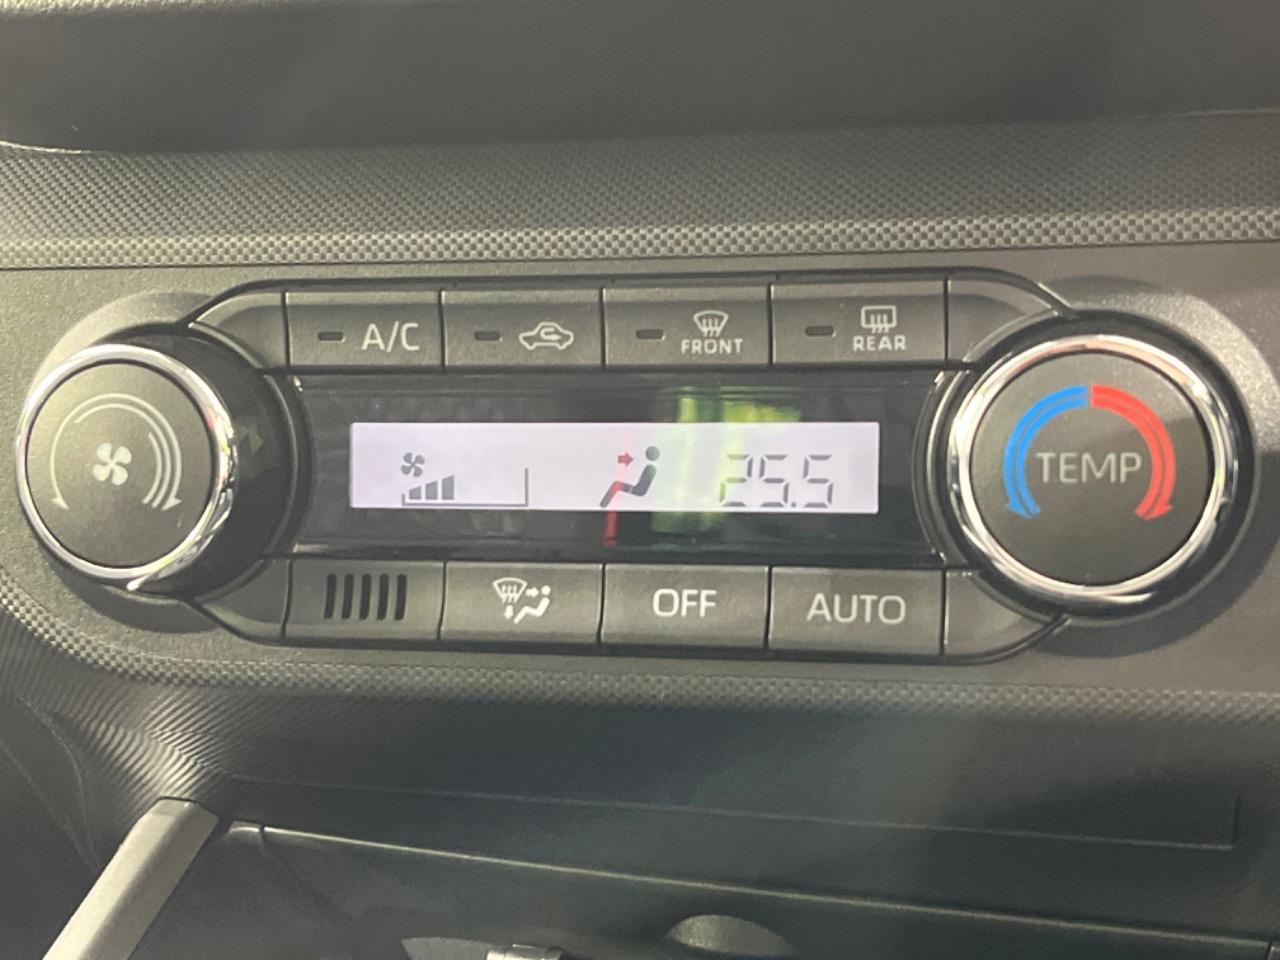 A/C
FRONT
REAR
25.5
TEMP
OFF
AUTO